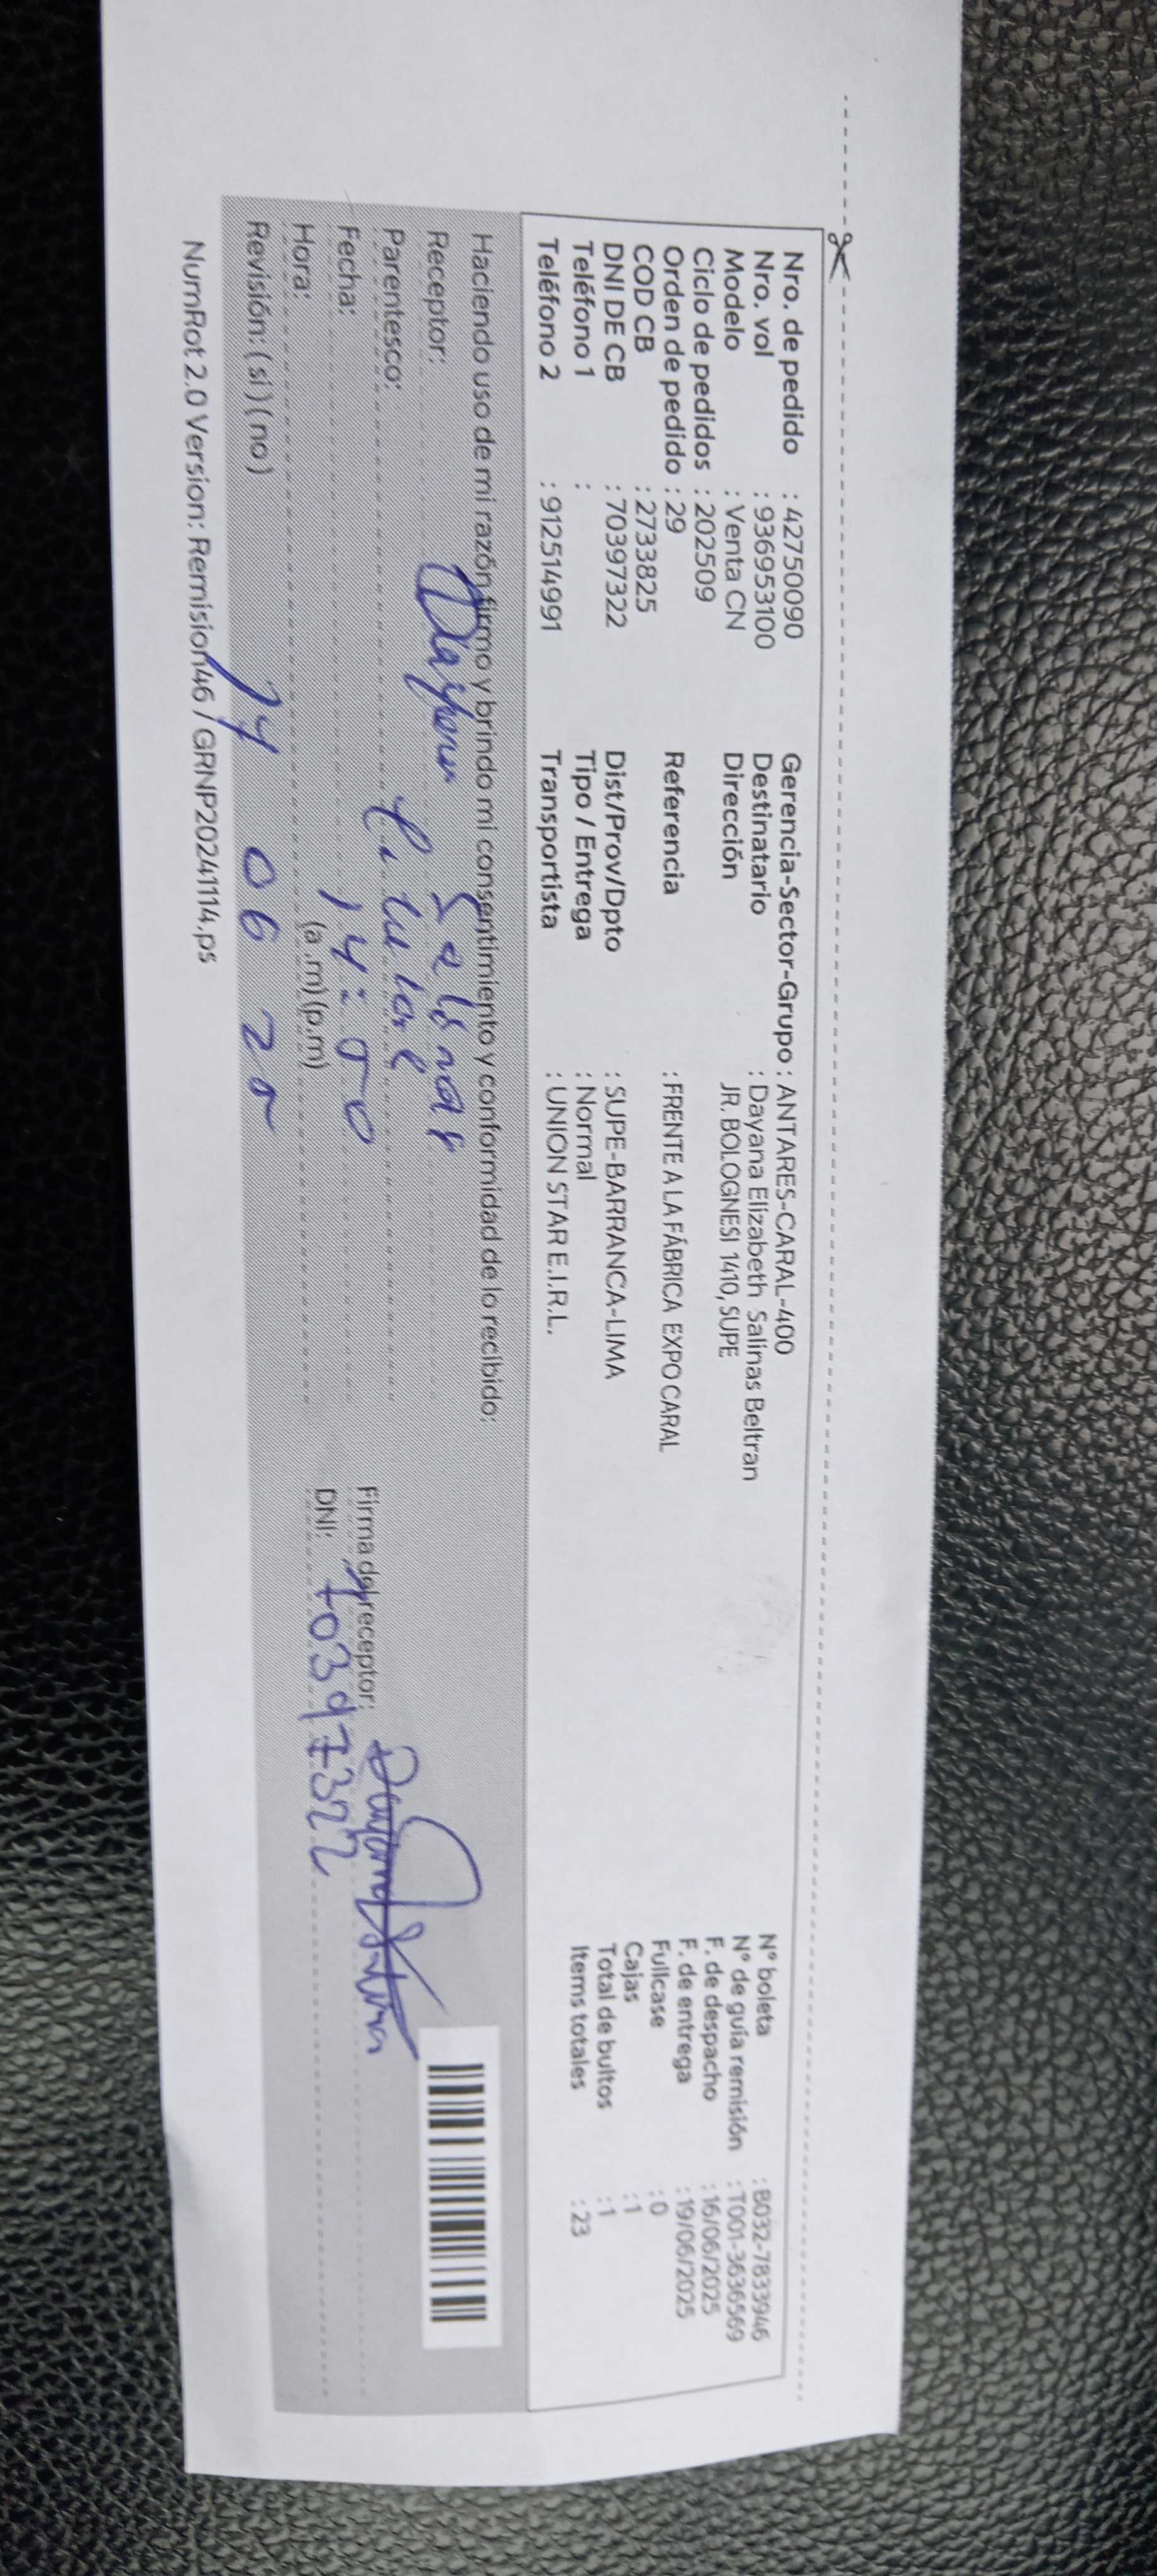 Nro. de pedido : 42750090
Nro. vol : 936953100
Modelo : Venta CN
Ciclo de pedidos : 202509
Orden de pedido : 29
COD CB : 2733825
DNI DE CB : 70397322
Teléfono 1 :
Teléfono 2 : 912514991
Gerencia-Sector-Grupo : ANTARES-CARAL-400
Destinatario : Dayana Elizabeth Salinas Beltran
Dirección JR. BOLOGNESI 1410, SUPE
Referencia : FRENTE A LA FÁBRICA EXPO CARAL
Dist/Prov/Dpto : SUPE-BARRANCA-LIMA
Tipo / Entrega : Normal
Transportista : UNION STAR E.I.R.L.
N° boleta : B032-7833946
N° de guía remisión : T001-3636569
F. de despacho : 16/06/2025
F. de entrega : 19/06/2025
Fullcase : 0
Cajas : 1
Total de bultos : 1
Items totales : 23
Haciendo uso de mi razón firmo y brindo mi consentimiento y conformidad de lo recibido:
Receptor: Salinas
Parentesco:
Fecha: 14:50
Hora: (a.m) (p.m)
Revisión: (si) (no) 06 25
Firma del receptor:
DNI: 70397322
NumRot 2.0 Version: Remision46 / GRNP20241114.ps